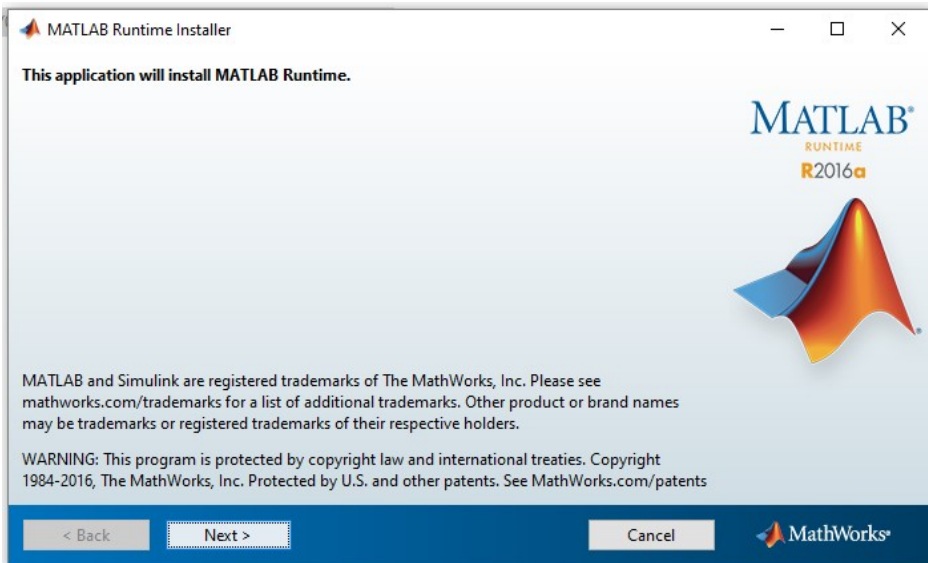 MATLAB Runtime Installer
This application will install MATLAB Runtime.
MATLAB®
RUNTIME
R2016a
®
MATLAB and Simulink are registered trademarks of The MathWorks, Inc. Please see
mathworks.com/trademarks for a list of additional trademarks. Other product or brand names
may be trademarks or registered trademarks of their respective holders.
WARNING: This program is protected by copyright law and international treaties. Copyright
1984-2016, The MathWorks, Inc. Protected by U.S. and other patents. See MathWorks.com/patents
< Back Next > Cancel MathWorks®